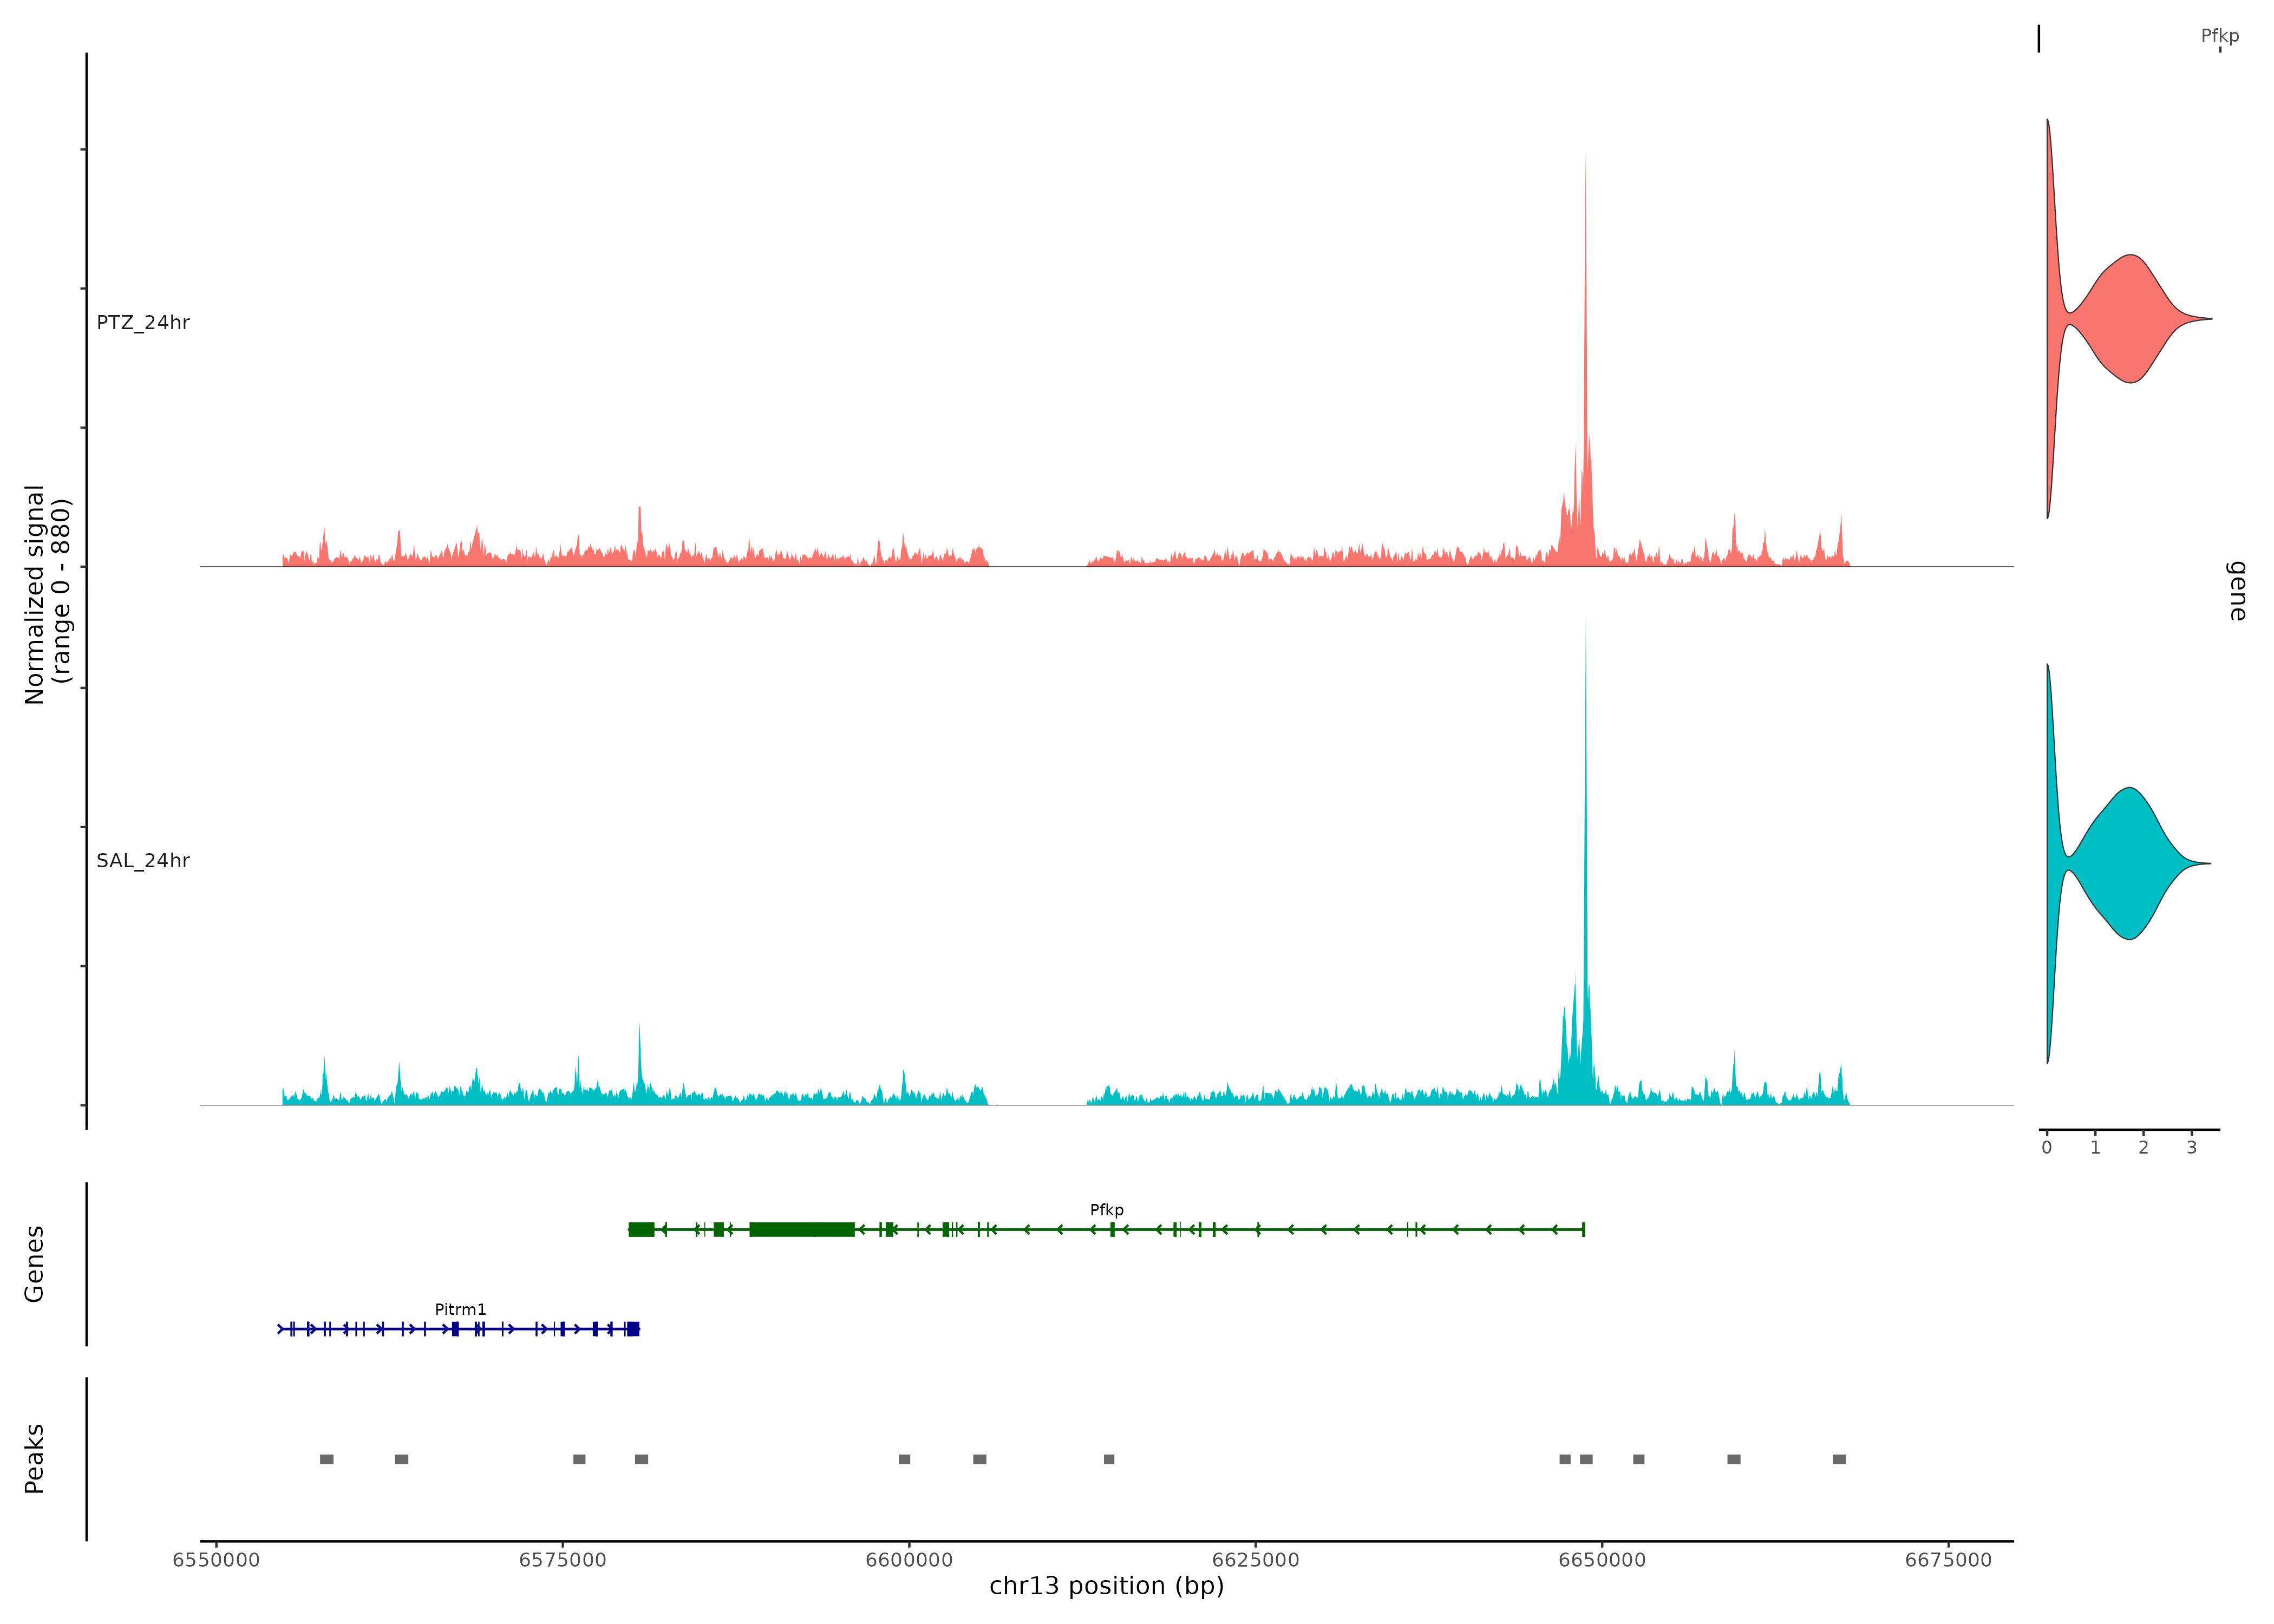 Pfkp
Normalized signal
(range 0 - 880)
PTZ_24hr
SAL_24hr
gene
0 1 2 3
Genes
Pfkp
Pitrm1
Peaks
6550000 6575000 6600000 6625000 6650000 6675000
chr13 position (bp)